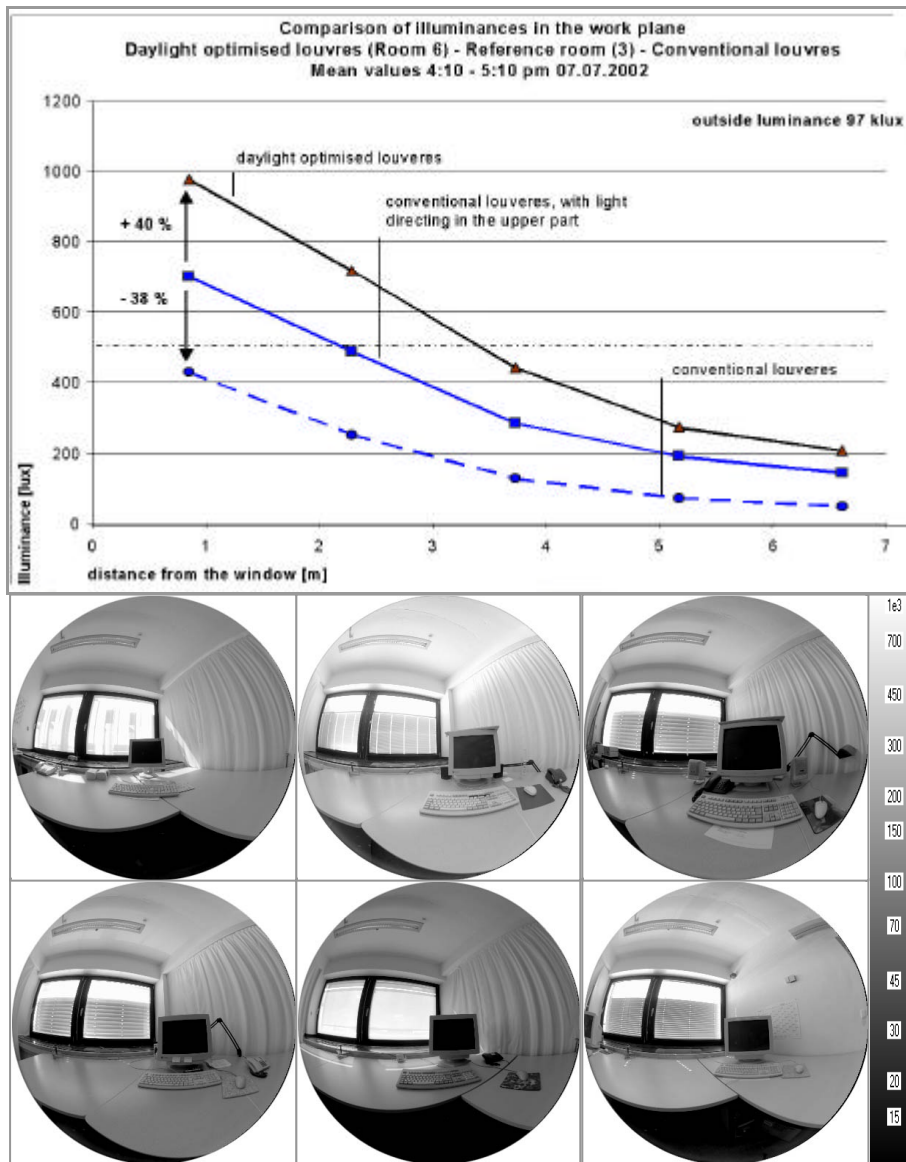 Comparison of illuminances in the work plane
Daylight optimised louvres (Room 6) - Reference room (3) - Conventional louvres
Mean values 4:10 - 5:10 pm 07.07.2002
1200
outside luminance 97 klux
daylight optimised louveres
1000
conventional louveres, with light
directing in the upper part
+ 40 %
800
- 38 %
600
400
conventional louveres
200
0
Illuminance [lux]
0 1 2 3 4 5 6 7
distance from the window [m]
1e3
700
450
300
200
150
100
70
45
30
20
15